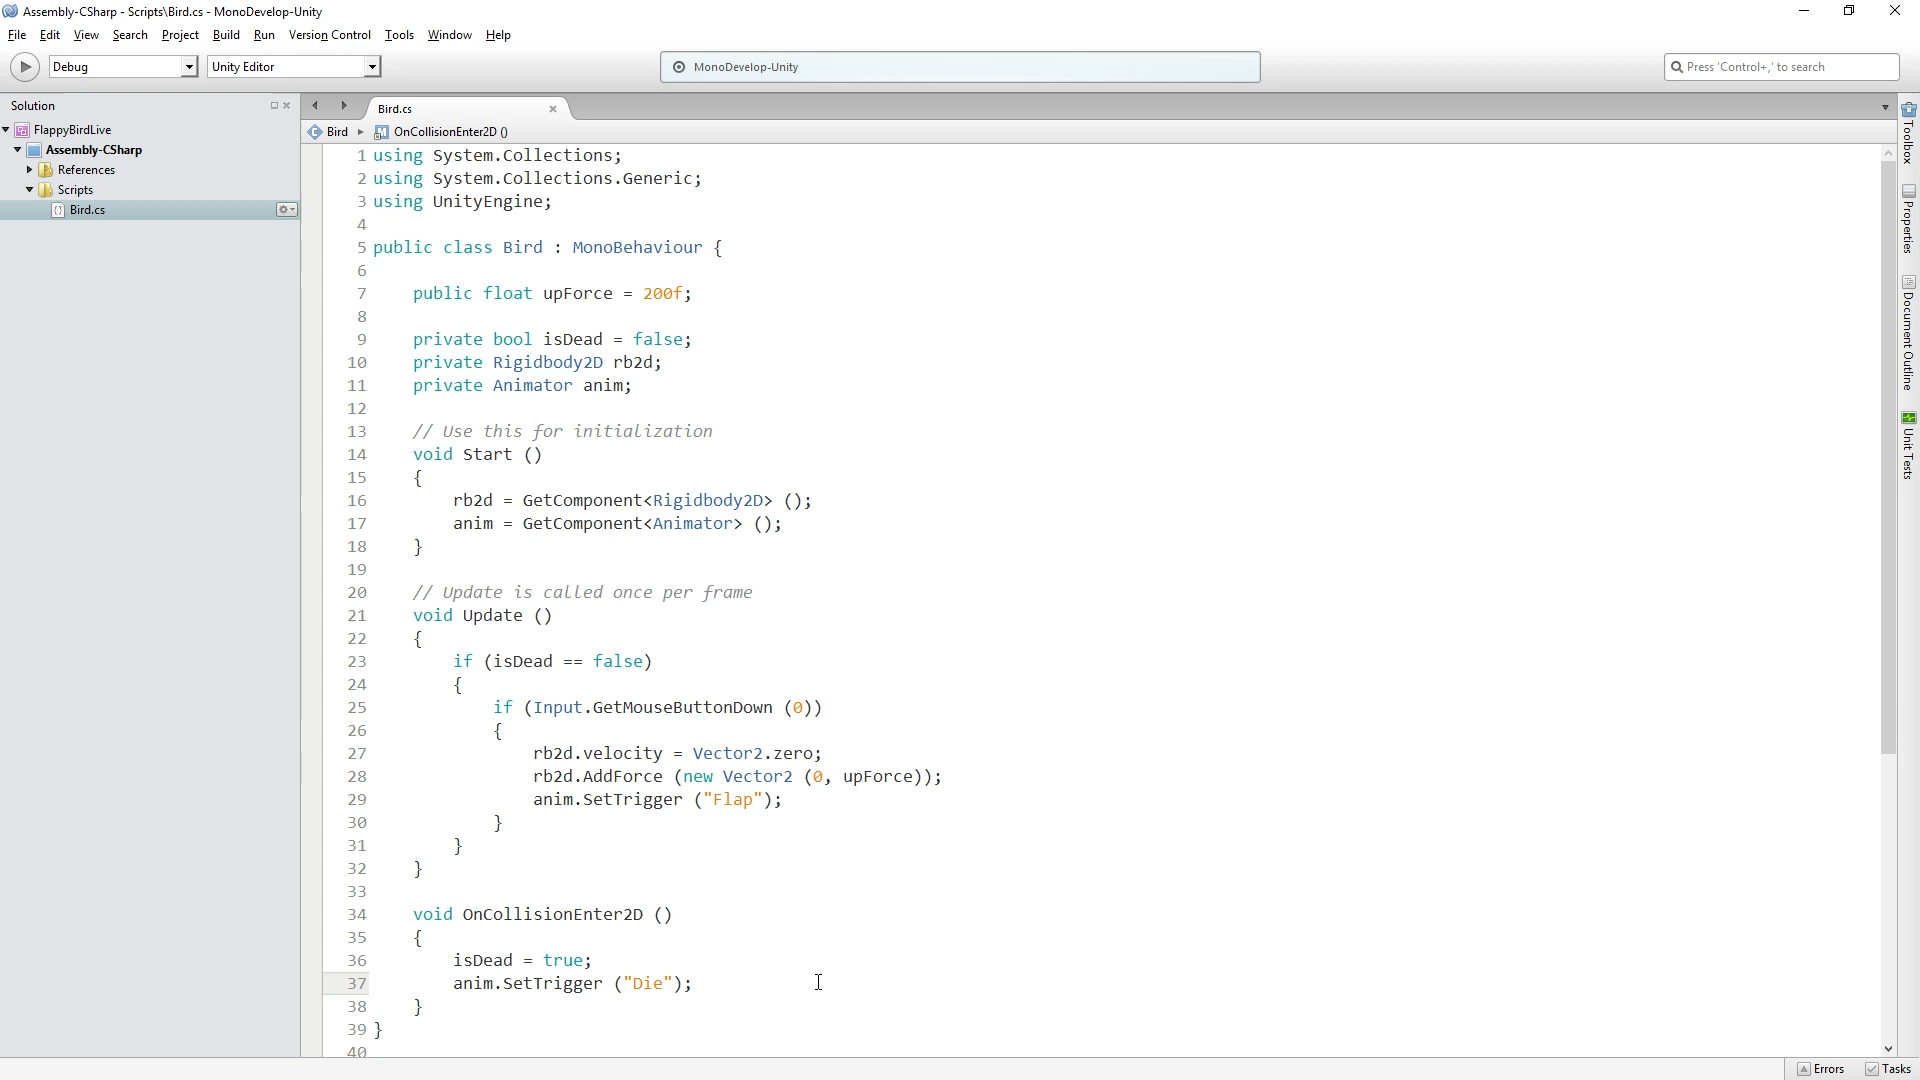 Assembly-CSharp - Scripts\Bird.cs - MonoDevelop-Unity
File Edit View Search Project Build Run Version Control Tools Window Help
Debug Unity Editor MonoDevelop-Unity Press 'Control+,' to search
Solution
FlappyBirdLive
Assembly-CSharp
References
Scripts
Bird.cs
Bird.cs
Bird OnCollisionEnter2D ()
1 using System.Collections;
2 using System.Collections.Generic;
3 using UnityEngine;
4
5 public class Bird : MonoBehaviour {
6
7 public float upForce = 200f;
8
9 private bool isDead = false;
10 private Rigidbody2D rb2d;
11 private Animator anim;
12
13 // Use this for initialization
14 void Start ()
15 {
16 rb2d = GetComponent<Rigidbody2D> ();
17 anim = GetComponent<Animator> ();
18 }
19
20 // Update is called once per frame
21 void Update ()
22 {
23 if (isDead == false)
24 {
25 if (Input.GetMouseButtonDown (0))
26 {
27 rb2d.velocity = Vector2.zero;
28 rb2d.AddForce (new Vector2 (0, upForce));
29 anim.SetTrigger ("Flap");
30 }
31 }
32 }
33
34 void OnCollisionEnter2D ()
35 {
36 isDead = true;
37 anim.SetTrigger ("Die");
38 }
39 }
40
Toolbox
Properties
Document Outline
Unit Tests
Errors Tasks